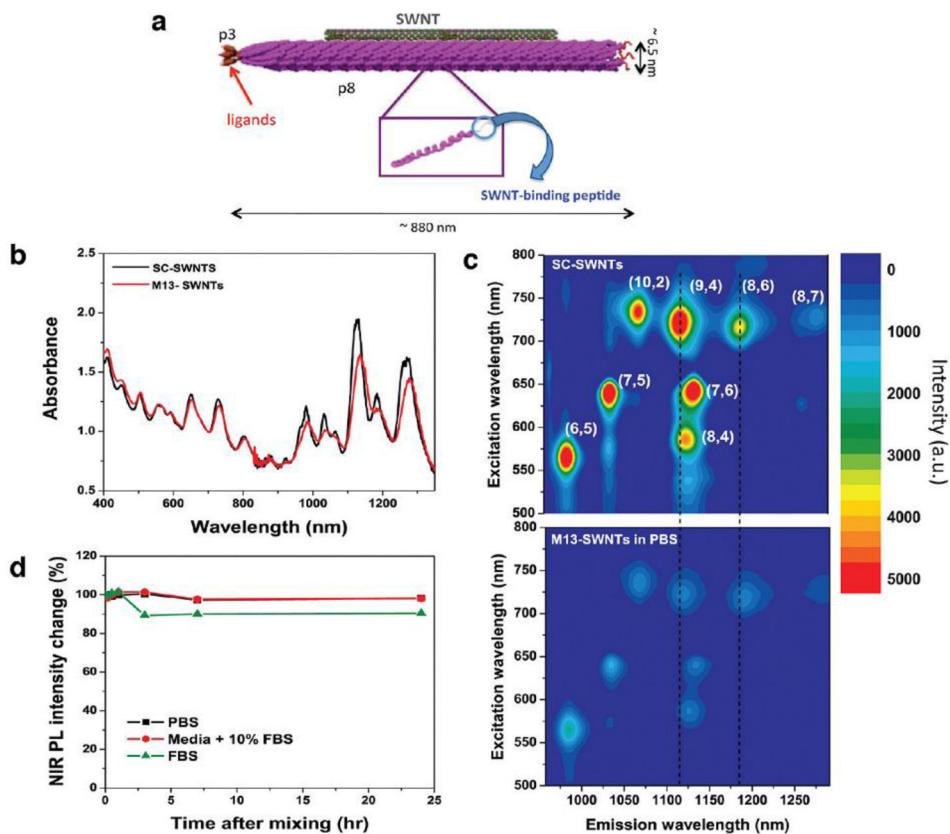 a
SWNT
p3
~ 6.5 nm
ligands
p8
SWNT-binding peptide
~ 880 nm
b
2.5
2.0
1.5
1.0
0.5
Absorbance
SC-SWNTS
M13- SWNTs
400 600 800 1000 1200
Wavelength (nm)
c
800
750
700
650
600
550
500
Excitation wavelength (nm)
SC-SWNTs
(10,2) (9,4) (8,6) (8,7)
(7,5) (7,6)
(6,5) (8,4)
0
1000
2000
3000
4000
5000
Intensity (a.u.)
800
750
700
650
600
550
500
Excitation wavelength (nm)
M13-SWNTs in PBS
1000 1050 1100 1150 1200 1250
Emission wavelength (nm)
d
120
100
80
60
40
20
0
NIR PL intensity change (%)
PBS
Media + 10% FBS
FBS
0 5 10 15 20 25
Time after mixing (hr)